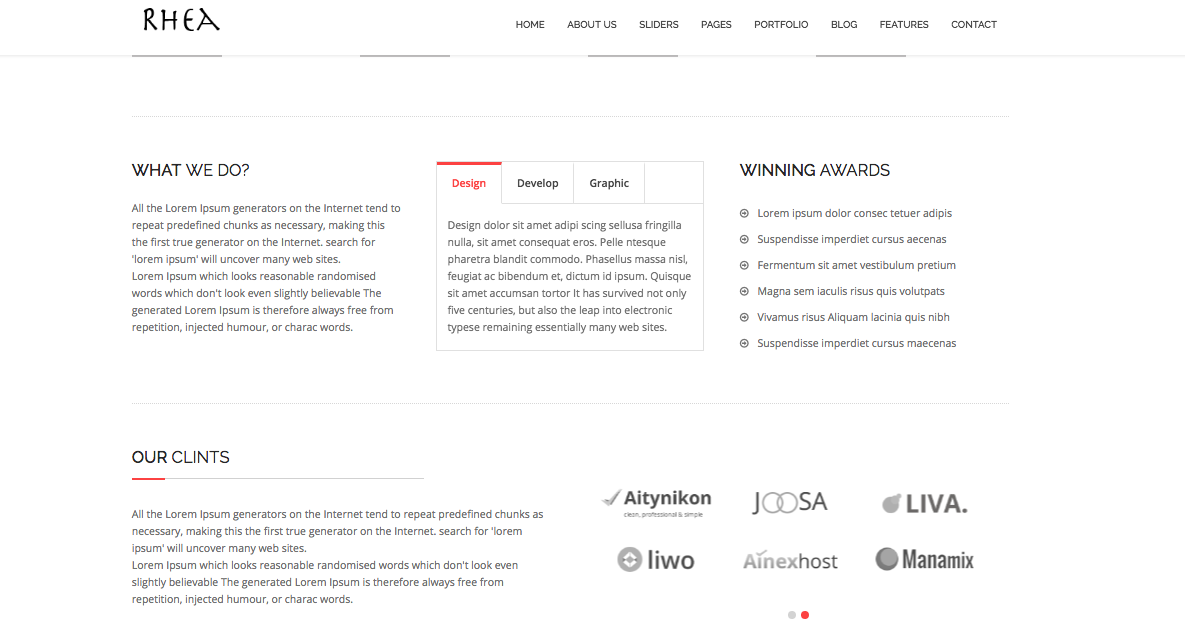 RHEA
HOME ABOUT US SLIDERS PAGES PORTFOLIO BLOG FEATURES CONTACT
WHAT WE DO?
All the Lorem Ipsum generators on the Internet tend to
repeat predefined chunks as necessary, making this
the first true generator on the Internet. search for
'lorem ipsum' will uncover many web sites.
Lorem Ipsum which looks reasonable randomised
words which don't look even slightly believable The
generated Lorem Ipsum is therefore always free from
repetition, injected humour, or charac words.
Design Develop Graphic
Design dolor sit amet adipi scing sellusa fringilla
nulla, sit amet consequat eros. Pelle ntesque
pharetra blandit commodo. Phasellus massa nisl,
feugiat ac bibendum et, dictum id ipsum. Quisque
sit amet accumsan tortor It has survived not only
five centuries, but also the leap into electronic
typese remaining essentially many web sites.
WINNING AWARDS
Lorem ipsum dolor consec tetuer adipis
Suspendisse imperdiet cursus aecenas
Fermentum sit amet vestibulum pretium
Magna sem iaculis risus quis volutpats
Vivamus risus Aliquam lacinia quis nibh
Suspendisse imperdiet cursus maecenas
OUR CLINTS
All the Lorem Ipsum generators on the Internet tend to repeat predefined chunks as
necessary, making this the first true generator on the Internet. search for 'lorem
ipsum' will uncover many web sites.
Lorem Ipsum which looks reasonable randomised words which don't look even
slightly believable The generated Lorem Ipsum is therefore always free from
repetition, injected humour, or charac words.
Aitynikon
clean, professional & simple
JOOSA
LIVA.
liwo
Ainexhost
Manamix